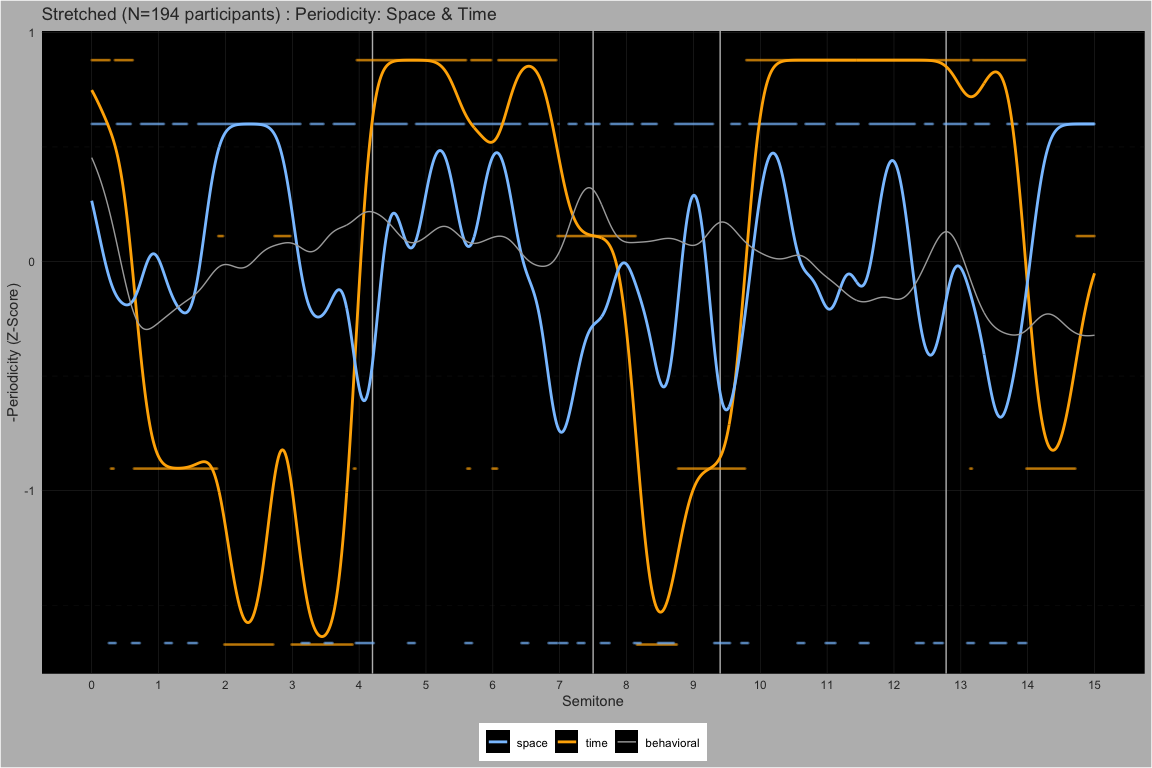 Stretched (N=194 participants) : Periodicity: Space & Time
-Periodicity (Z-Score)
1
0
-1
0 1 2 3 4 5 6 7 8 9 10 11 12 13 14 15
Semitone
space time behavioral